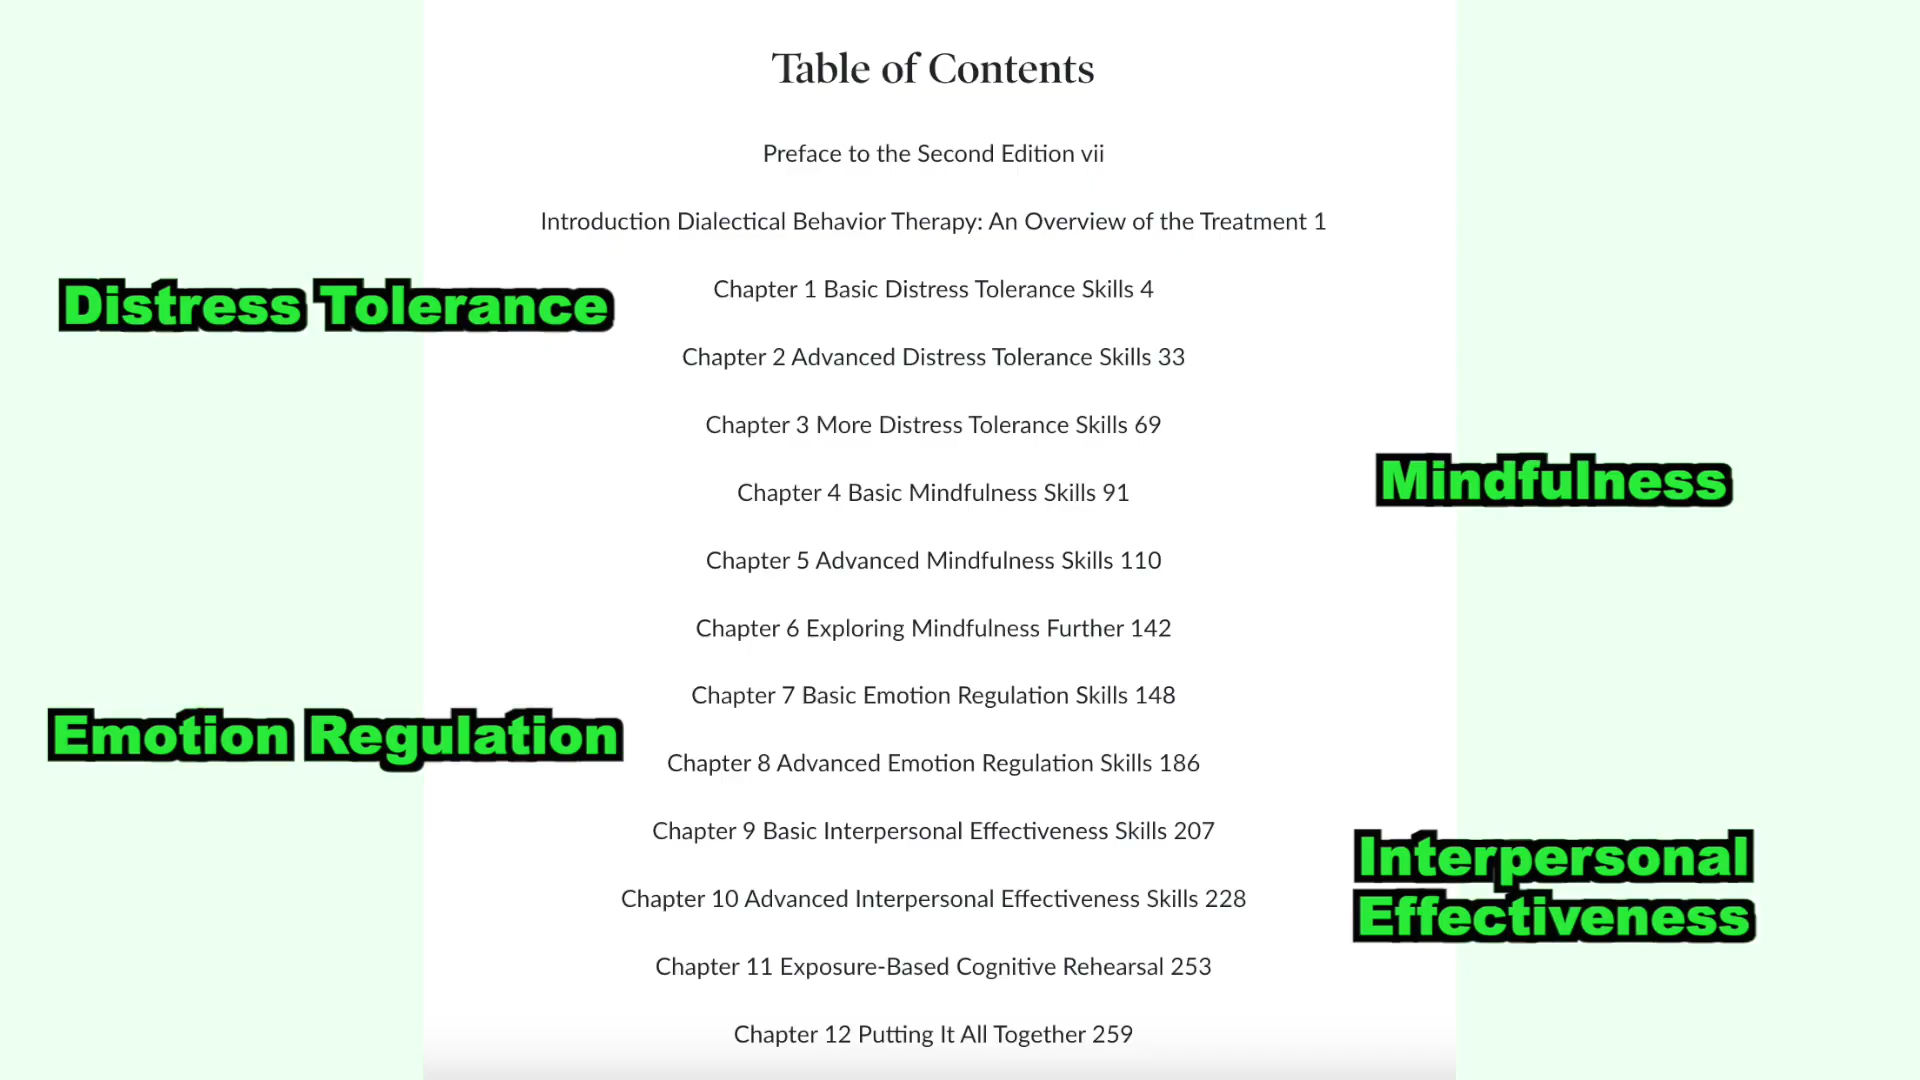 Table of Contents
Preface to the Second Edition vii
Introduction Dialectical Behavior Therapy: An Overview of the Treatment 1
Distress Tolerance
Chapter 1 Basic Distress Tolerance Skills 4
Chapter 2 Advanced Distress Tolerance Skills 33
Chapter 3 More Distress Tolerance Skills 69
Mindfulness
Chapter 4 Basic Mindfulness Skills 91
Chapter 5 Advanced Mindfulness Skills 110
Chapter 6 Exploring Mindfulness Further 142
Emotion Regulation
Chapter 7 Basic Emotion Regulation Skills 148
Chapter 8 Advanced Emotion Regulation Skills 186
Interpersonal
Effectiveness
Chapter 9 Basic Interpersonal Effectiveness Skills 207
Chapter 10 Advanced Interpersonal Effectiveness Skills 228
Chapter 11 Exposure-Based Cognitive Rehearsal 253
Chapter 12 Putting It All Together 259